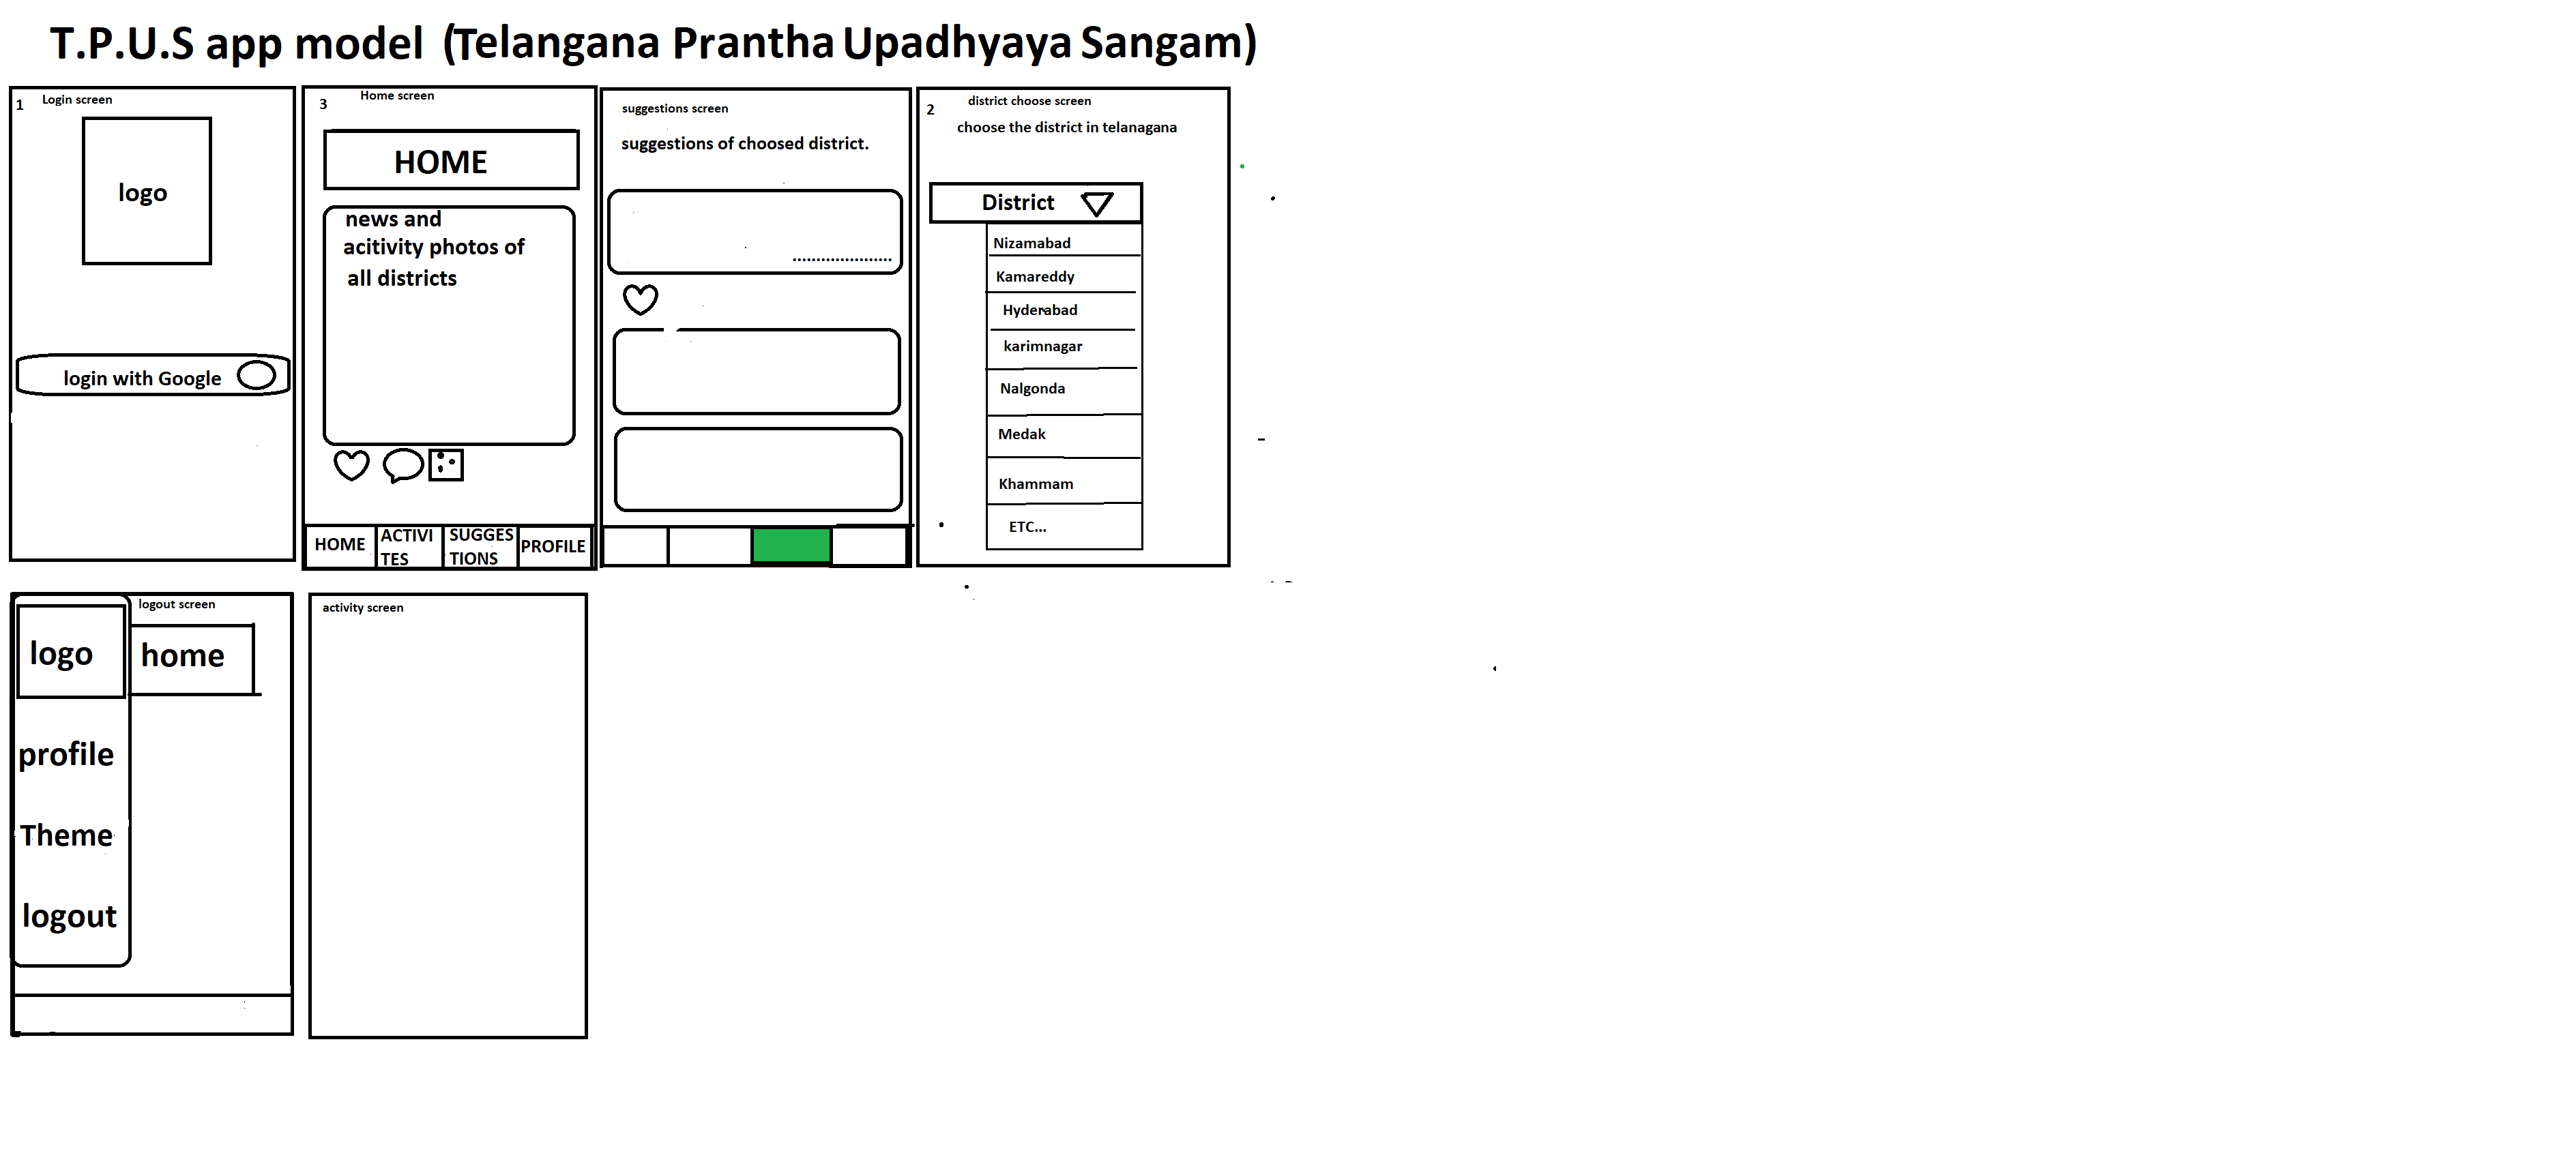 T.P.U.S app model (Telangana Prantha Upadhyaya Sangam)
1 Login screen
logo
login with Google
3 Home screen
HOME
news and
acitivity photos of
all districts
HOME
ACTIVI
TES
SUGGES
TIONS
PROFILE
suggestions screen
suggestions of choosed district.
.....................
2 district choose screen
choose the district in telanagana
District
Nizamabad
Kamareddy
Hyderabad
karimnagar
Nalgonda
Medak
Khammam
ETC...
logout screen
logo
home
profile
Theme
logout
activity screen